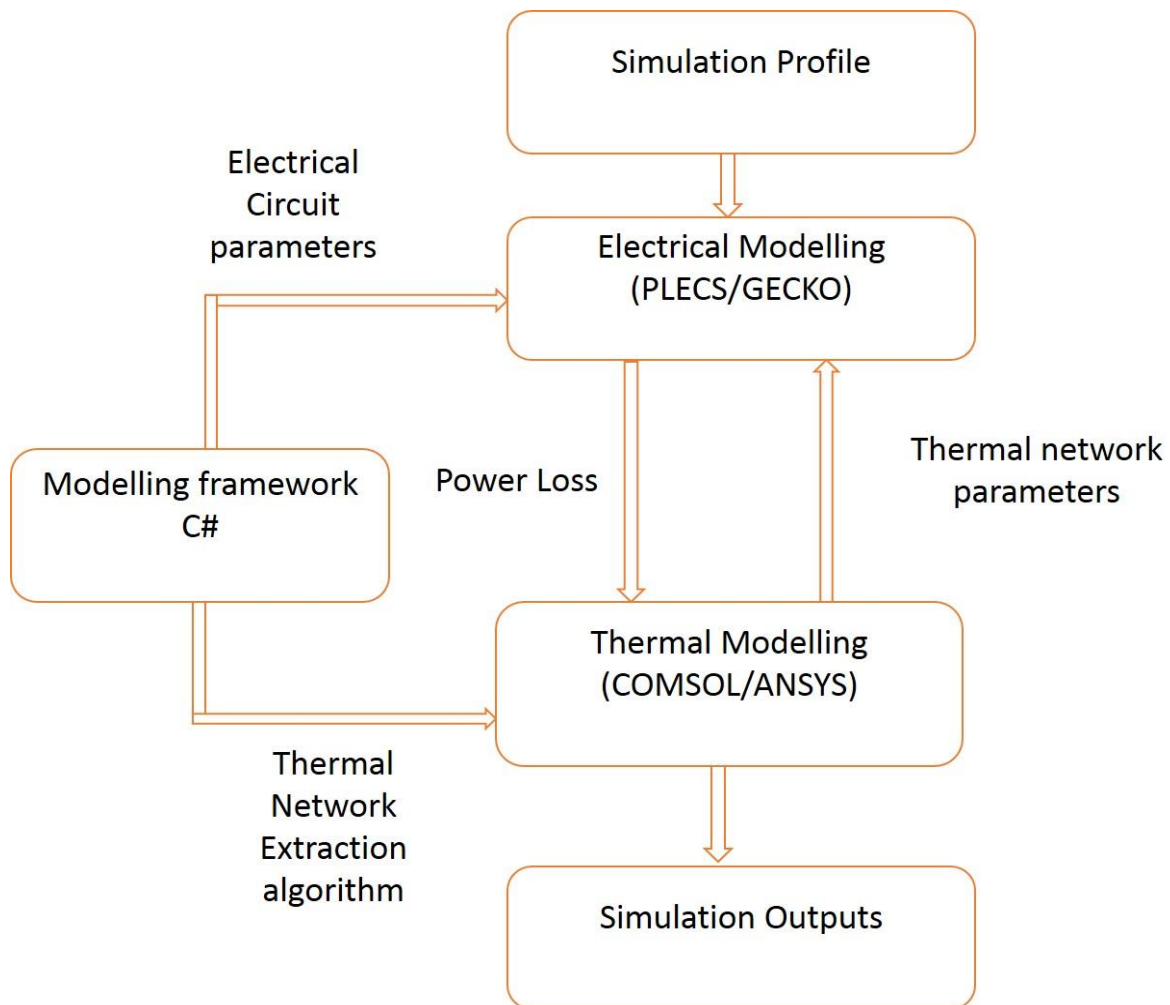 Simulation Profile
Electrical
Circuit
parameters
Electrical Modelling
(PLECS/GECKO)
Modelling framework
C#
Power Loss
Thermal network
parameters
Thermal Modelling
(COMSOL/ANSYS)
Thermal
Network
Extraction
algorithm
Simulation Outputs